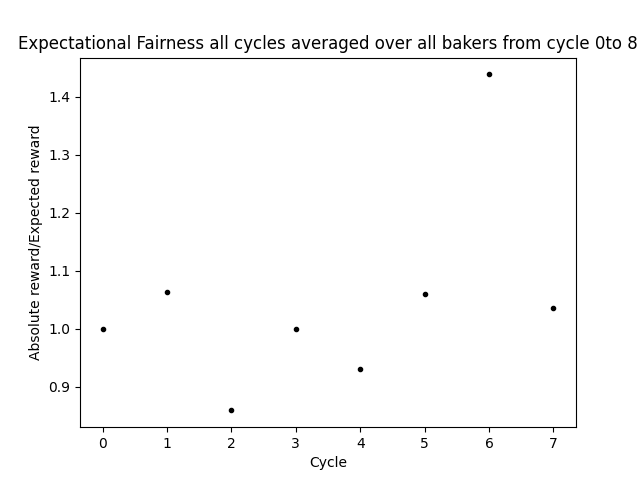 Expectational Fairness all cycles averaged over all bakers from cycle 0to 8
1.4
1.3
1.2
1.1
1.0
0.9
Absolute reward/Expected reward
0 1 2 3 4 5 6 7
Cycle